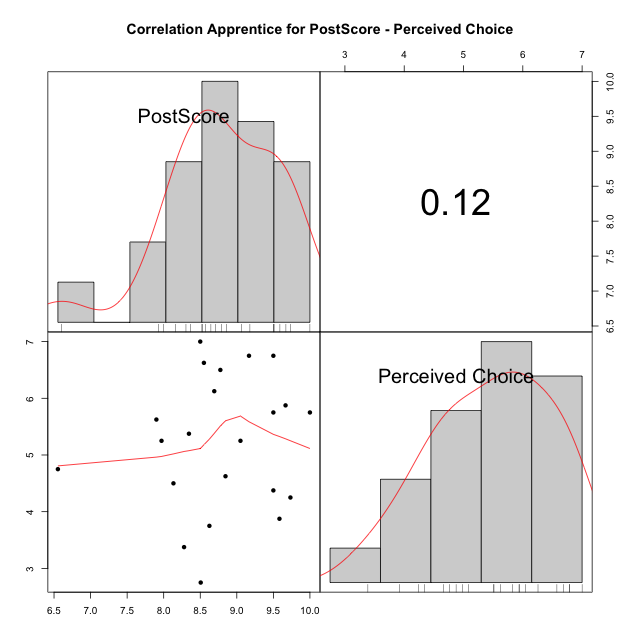 Correlation Apprentice for PostScore - Perceived Choice
3 4 5 6 7
PostScore
0.12
10.0
9.5
9.0
8.5
8.0
7.5
7.0
6.5
7
6
5
4
3
Perceived Choice
6.5 7.0 7.5 8.0 8.5 9.0 9.5 10.0